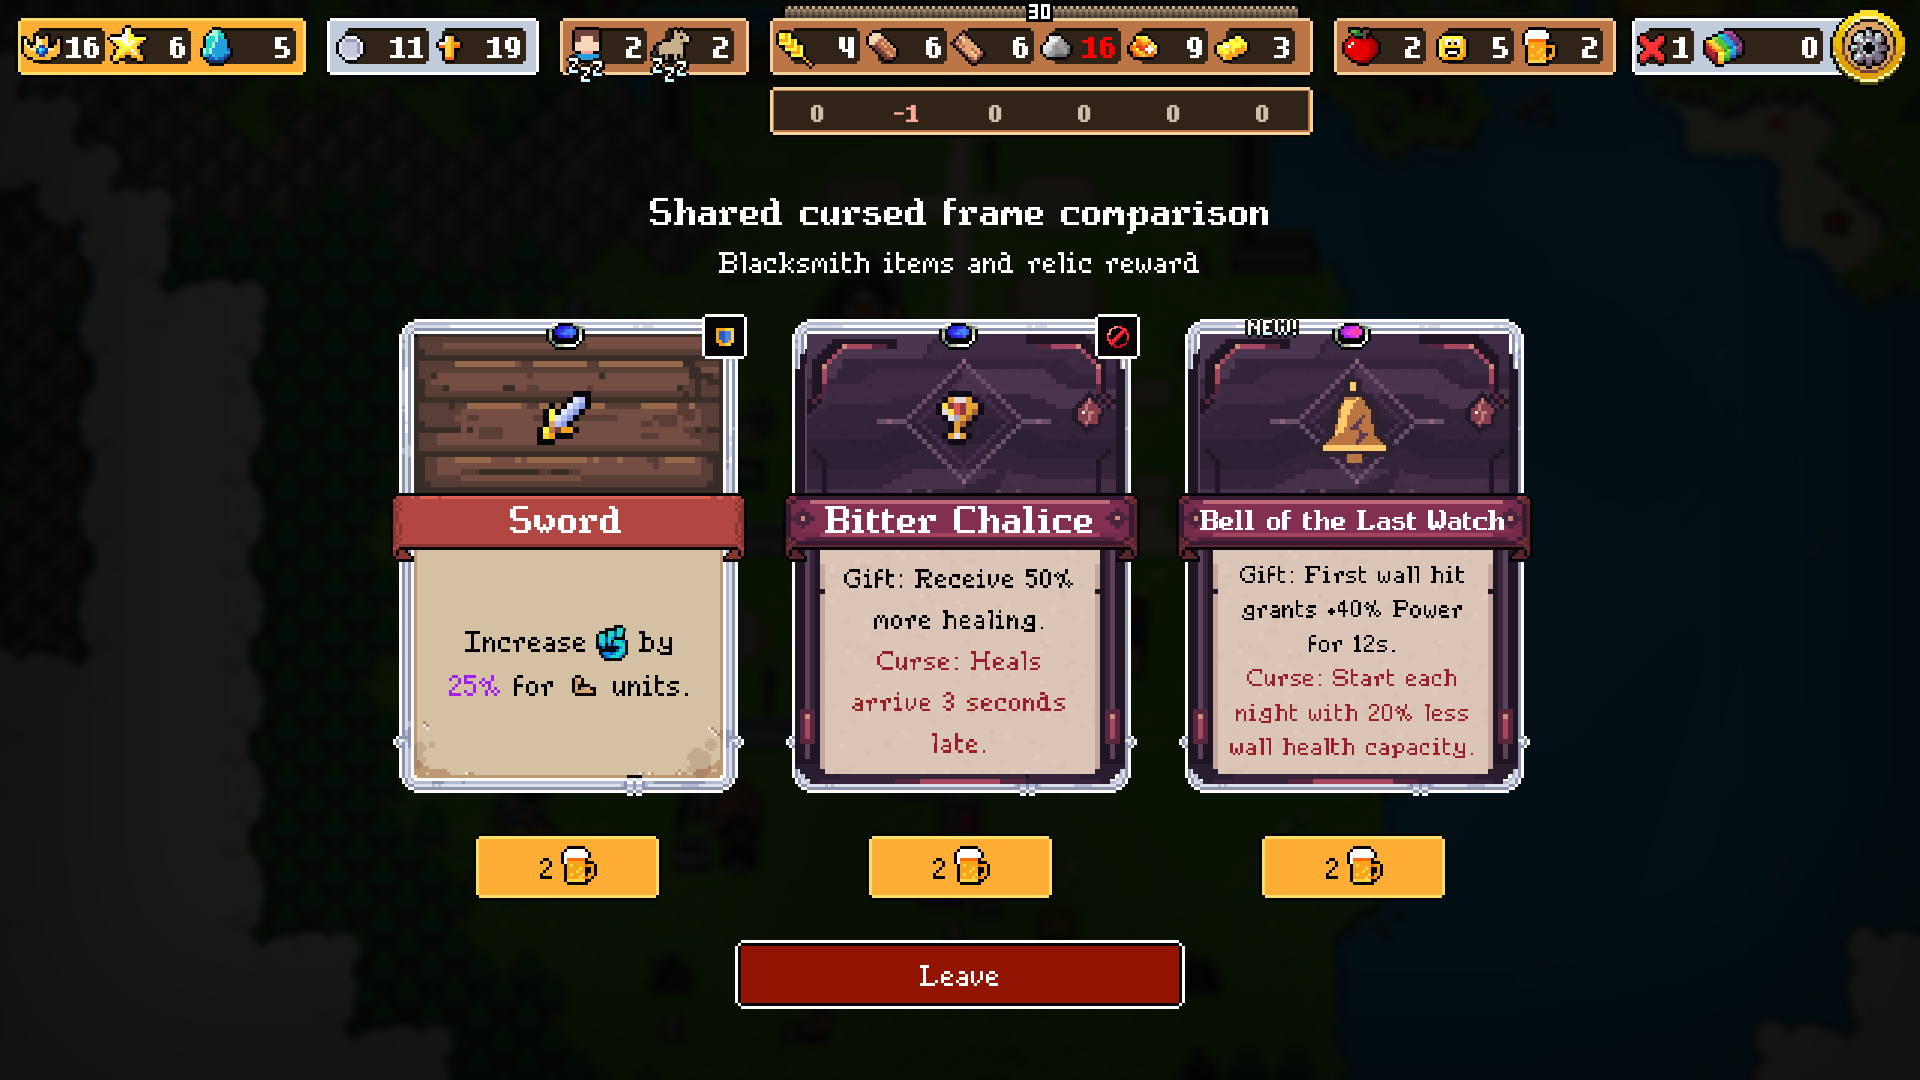 30
16 6 5 11 19 2 2 4 6 6 16 9 3 2 5 2 1 0
zzz zzz
0 -1 0 0 0 0
Shared cursed frame comparison
Blacksmith items and relic reward
Sword
Increase by
25% for units.
2
Bitter Chalice
Gift: Receive 50%
more healing.
Curse: Heals
arrive 3 seconds
late.
2
NEW!
Bell of the Last Watch
Gift: First wall hit
grants +40% Power
for 12s.
Curse: Start each
night with 20% less
wall health capacity.
2
Leave